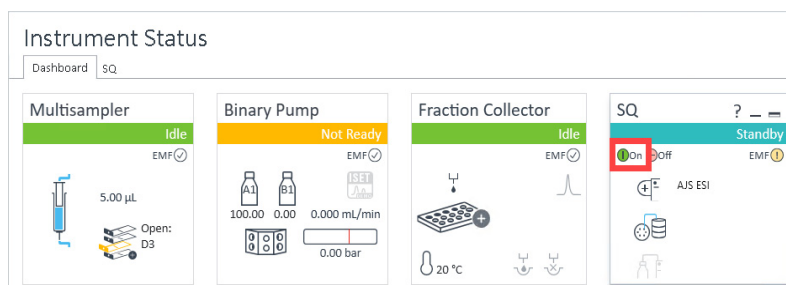 Instrument Status
Dashboard SQ
Multisampler
Idle
EMF
5.00 µL
Open:
D3
Binary Pump
Not Ready
EMF
ISET
A1 B1
100.00 0.00 0.000 mL/min
0.00 bar
Fraction Collector
Idle
EMF
20 °C
SQ ?
Standby
On Off EMF
AJS ESI